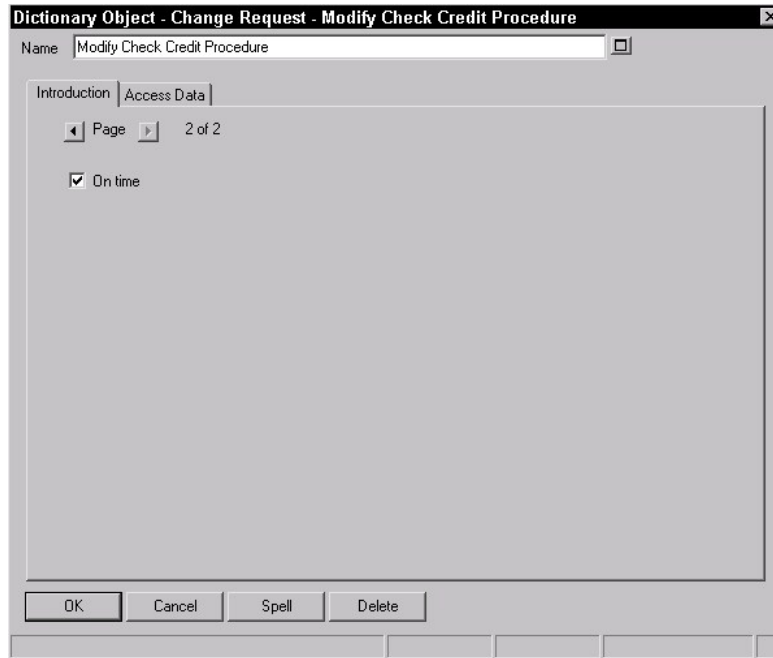 Dictionary Object - Change Request - Modify Check Credit Procedure
Name Modify Check Credit Procedure
Introduction Access Data
Page 2 of 2
On time
OK Cancel Spell Delete